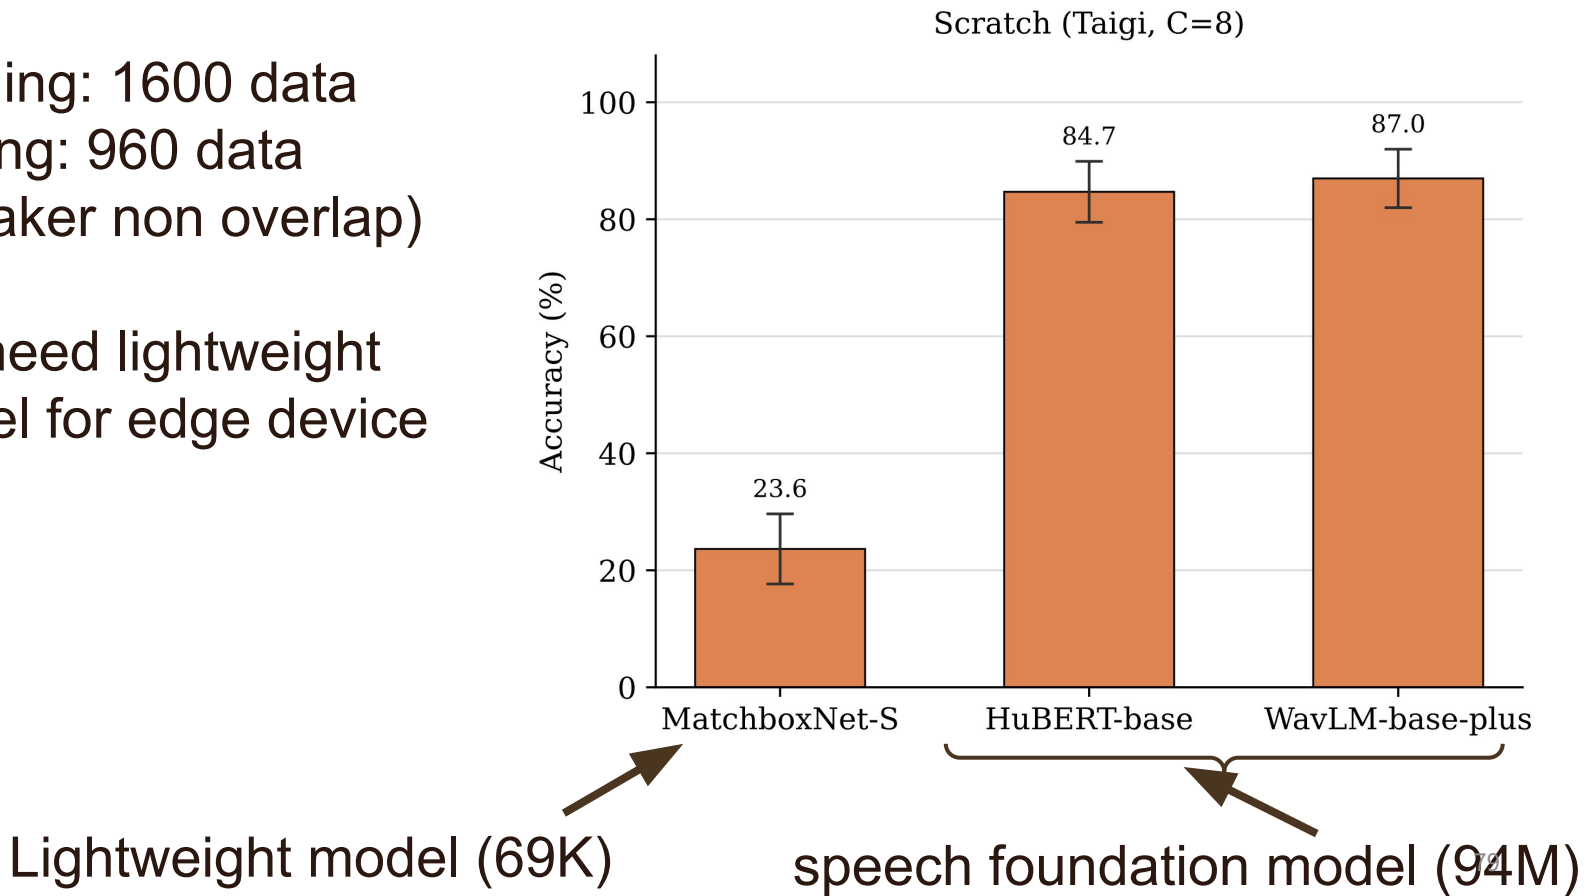 ing: 1600 data
ng: 960 data
aker non overlap)
need lightweight
el for edge device
Scratch (Taigi, C=8)
Accuracy (%)
100
80
60
40
20
0
23.6
84.7
87.0
MatchboxNet-S
HuBERT-base
WavLM-base-plus
Lightweight model (69K)
speech foundation model (94M)
79